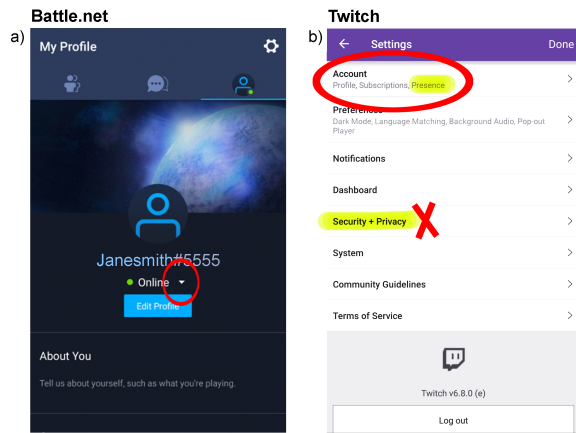 Battle.net
a)
My Profile
Janesmith#5555
Online
Edit Profile
About You
Tell us about yourself, such as what you're playing.
Twitch
b)
Settings
Done
Account
Profile, Subscriptions, Presence
Preferences
Dark Mode, Language Matching, Background Audio, Pop-out
Player
Notifications
Dashboard
Security + Privacy
System
Community Guidelines
Terms of Service
Twitch v6.8.0 (e)
Log out